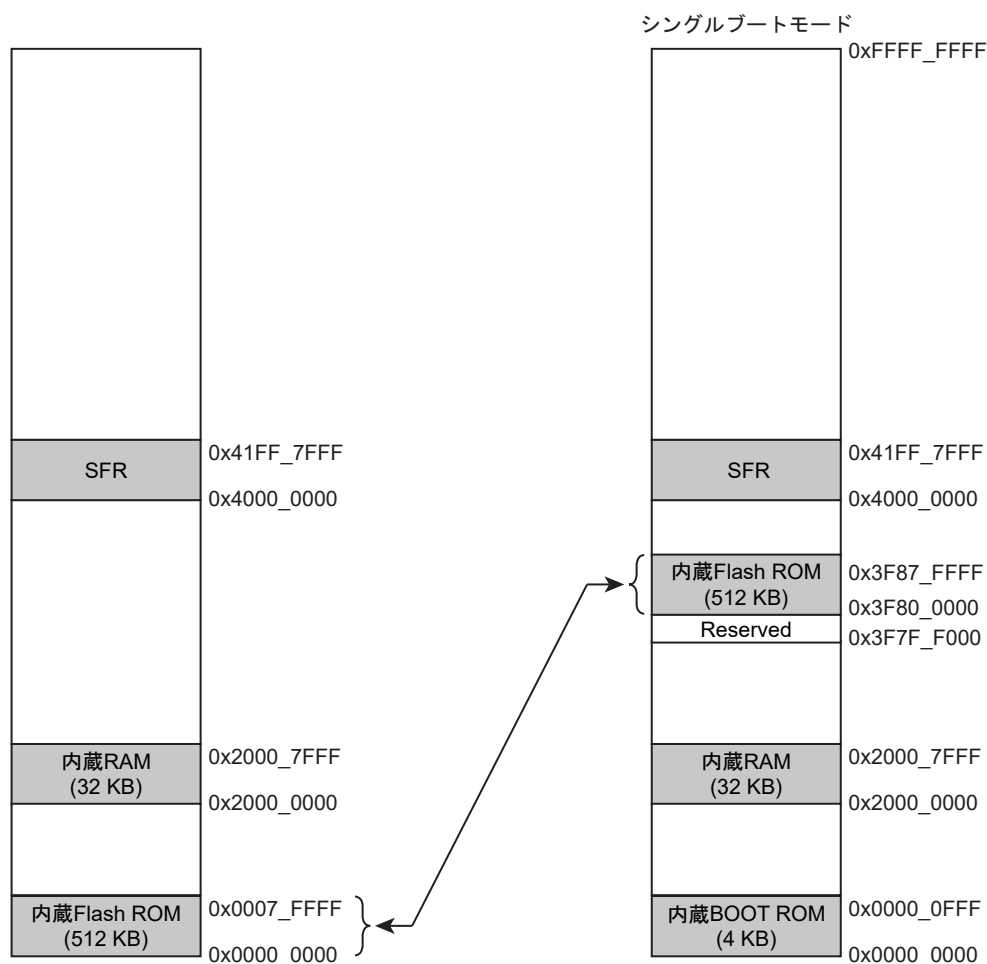 シングルブートモード
0xFFFF_FFFF
SFR
0x41FF_7FFF
0x4000_0000
内蔵RAM
(32 KB)
0x2000_7FFF
0x2000_0000
内蔵Flash ROM
(512 KB)
0x0007_FFFF
0x0000_0000
SFR
0x41FF_7FFF
0x4000_0000
内蔵Flash ROM
(512 KB)
0x3F87_FFFF
0x3F80_0000
Reserved
0x3F7F_F000
内蔵RAM
(32 KB)
0x2000_7FFF
0x2000_0000
内蔵BOOT ROM
(4 KB)
0x0000_0FFF
0x0000_0000